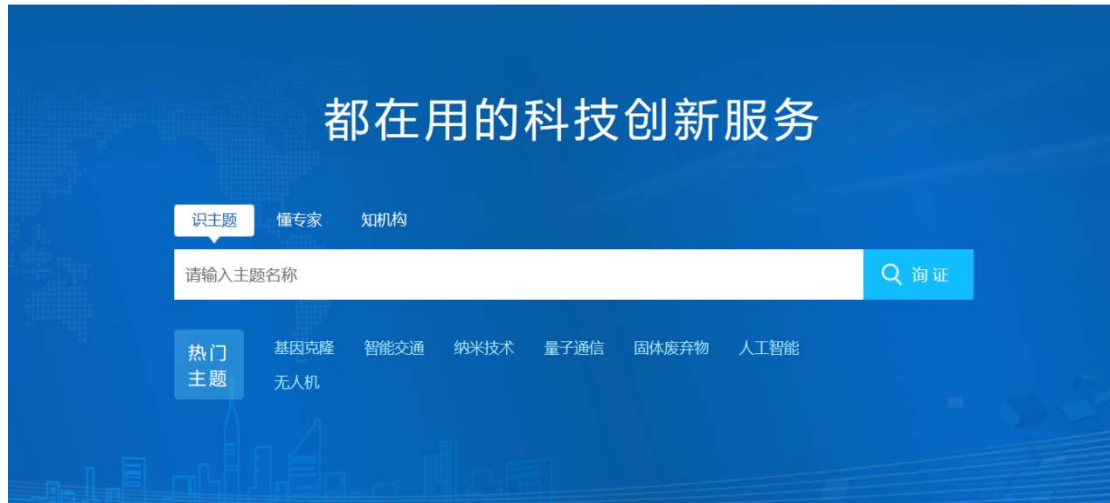 都在用的科技创新服务
识主题 懂专家 知机构
请输入主题名称 询证
热门 基因克隆 智能交通 纳米技术 量子通信 固体废弃物 人工智能
主题 无人机